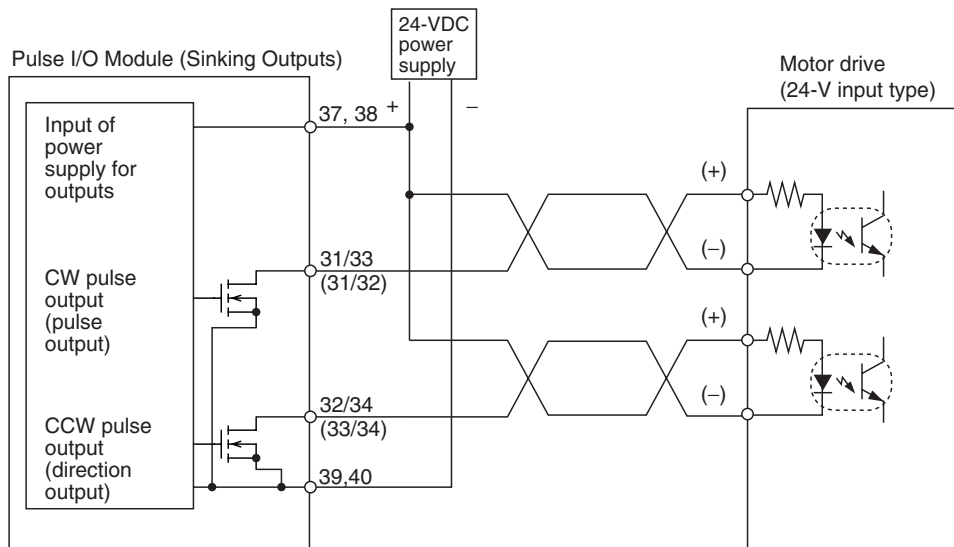 24-VDC
power
supply
Pulse I/O Module (Sinking Outputs)
Motor drive
(24-V input type)
Input of
power
supply for
outputs
37, 38
+
−
(+)
(−)
31/33
(31/32)
CW pulse
output
(pulse
output)
(+)
(−)
32/34
(33/34)
CCW pulse
output
(direction
output)
39,40